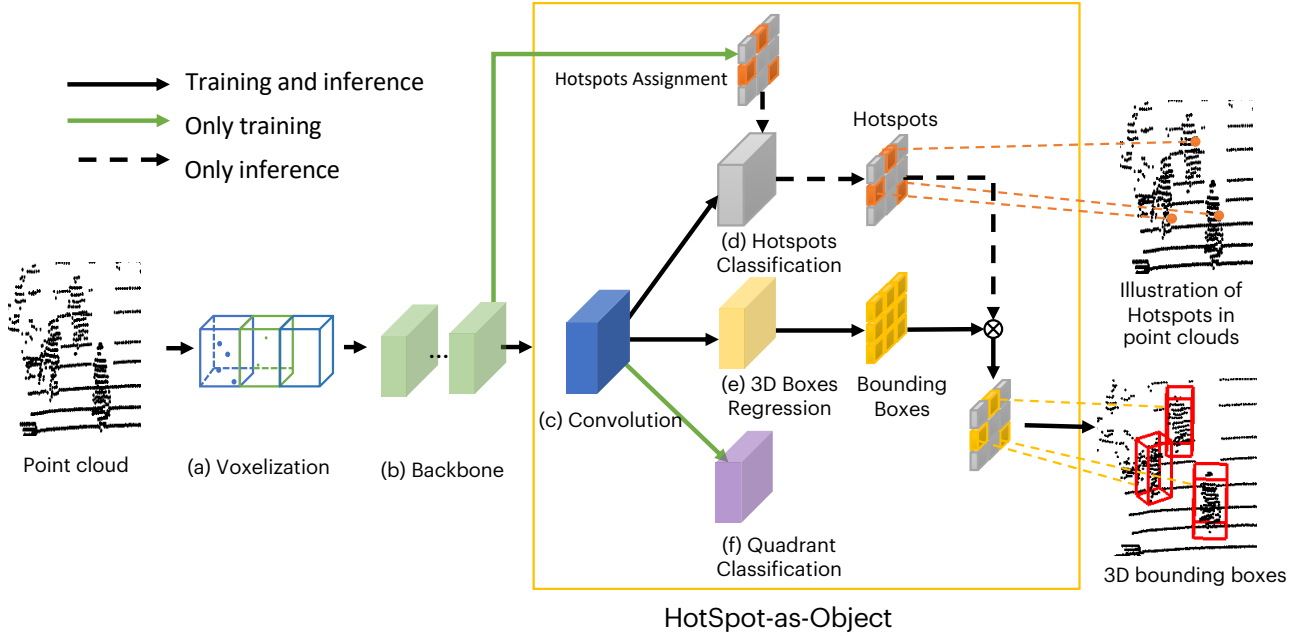 Training and inference
Only training
Only inference
Hotspots Assignment
Hotspots
(d) Hotspots
Classification
Illustration of
Hotspots in
point clouds
Point cloud
(a) Voxelization
(b) Backbone
...
(c) Convolution
(e) 3D Boxes
Regression
Bounding
Boxes
(f) Quadrant
Classification
3D bounding boxes
HotSpot-as-Object